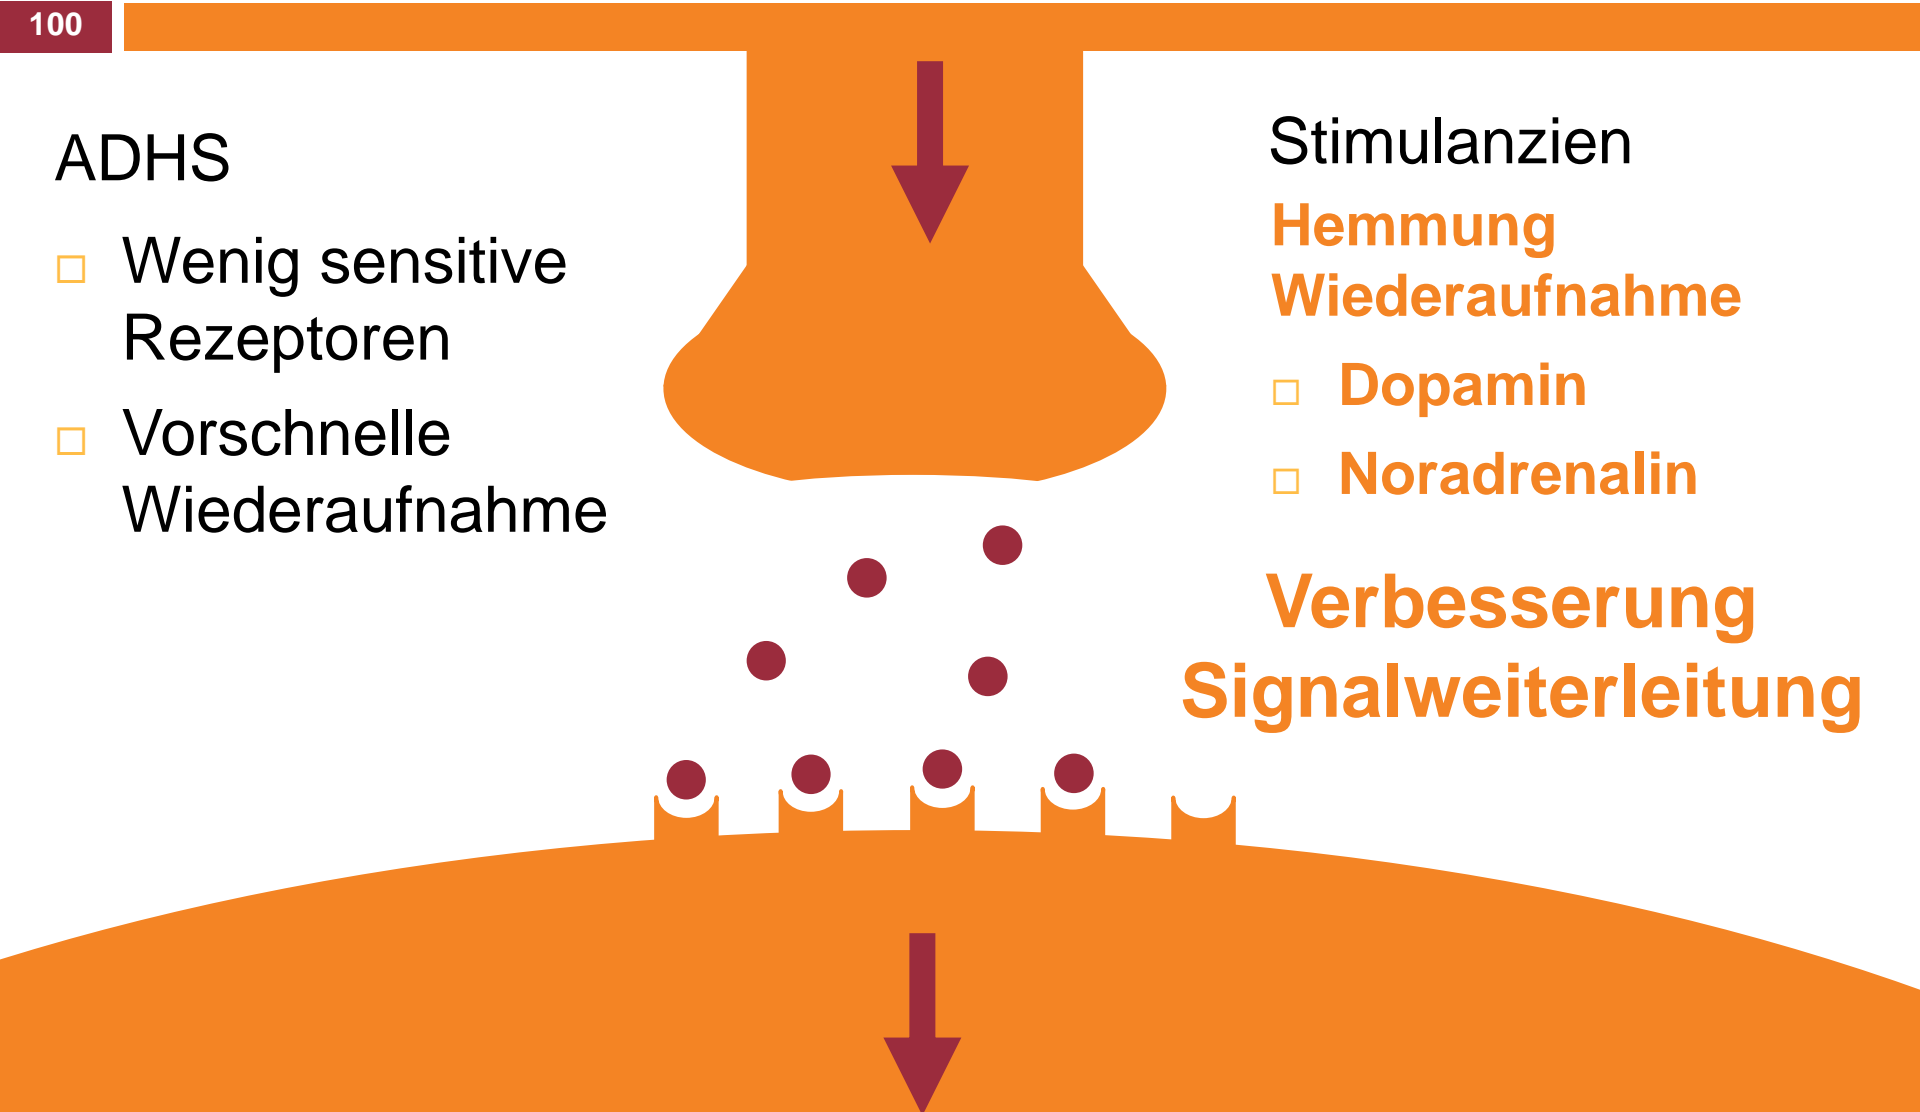 100
ADHS
Wenig sensitive
Rezeptoren
Vorschnelle
Wiederaufnahme
Stimulanzien
Hemmung
Wiederaufnahme
Dopamin
Noradrenalin
Verbesserung
Signalweiterleitung